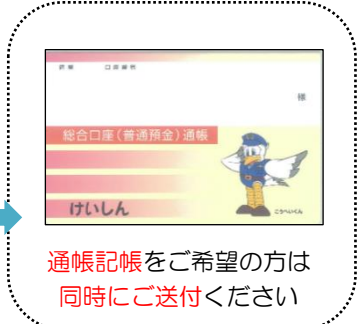 店番 口座番号
様
総合口座（普通預金）通帳
けいしん
こうへいくん
通帳記帳をご希望の方は
同時にご送付ください